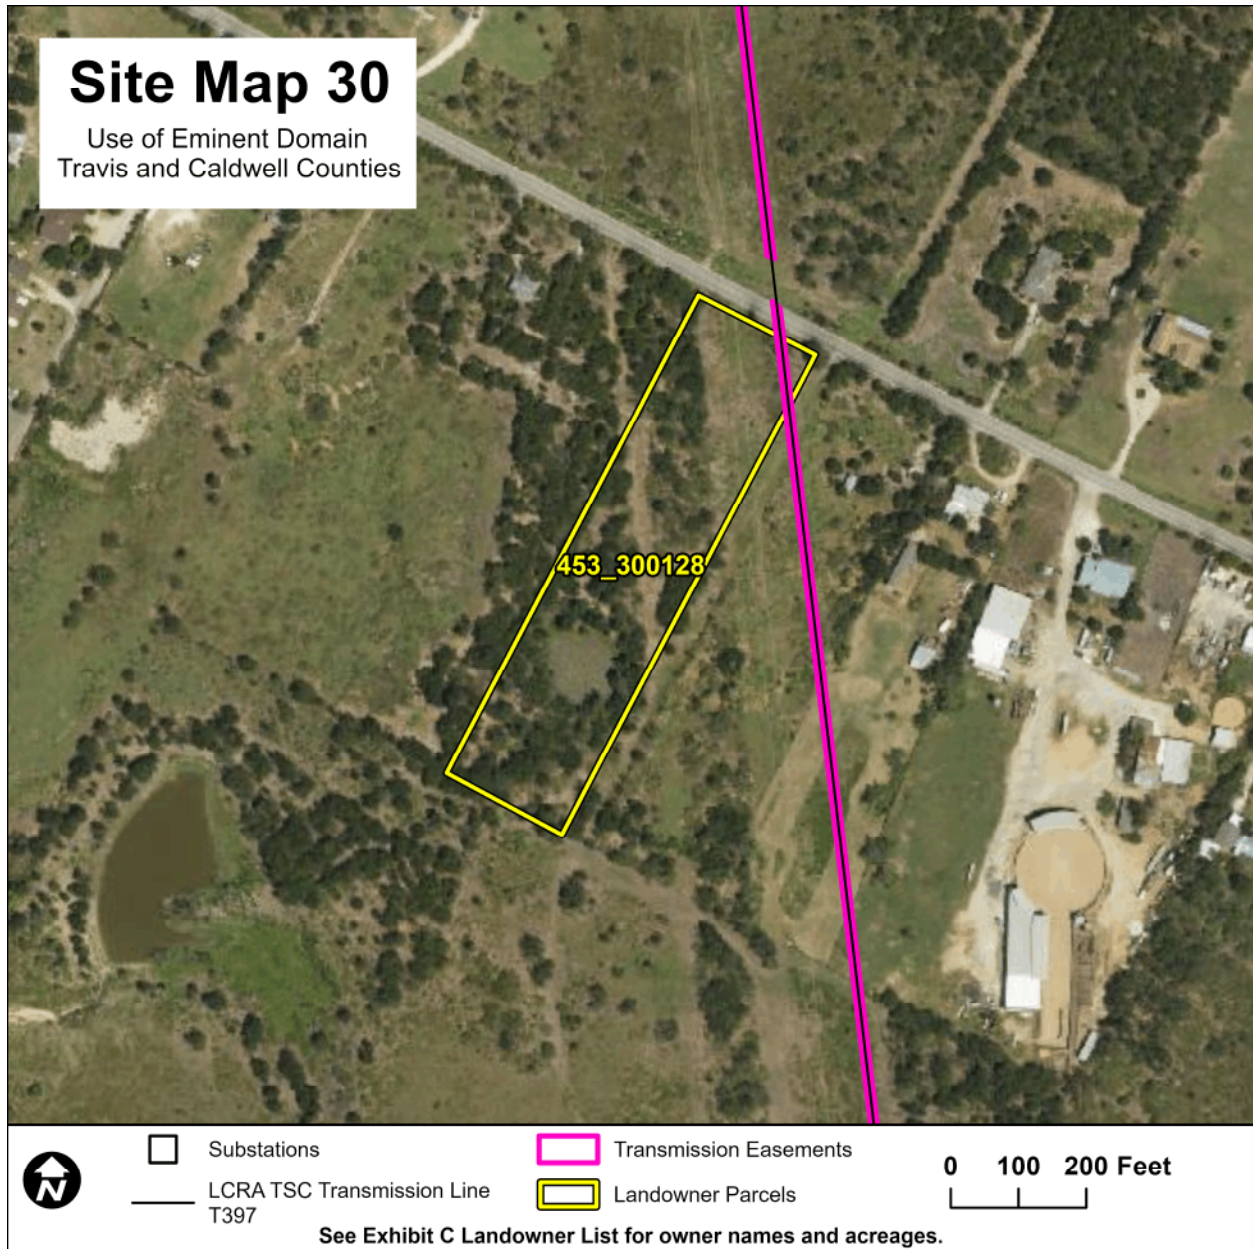 Site Map 30
Use of Eminent Domain
Travis and Caldwell Counties
453_300128
N
Substations
LCRA TSC Transmission Line
T397
Transmission Easements
Landowner Parcels
0 100 200 Feet
See Exhibit C Landowner List for owner names and acreages.